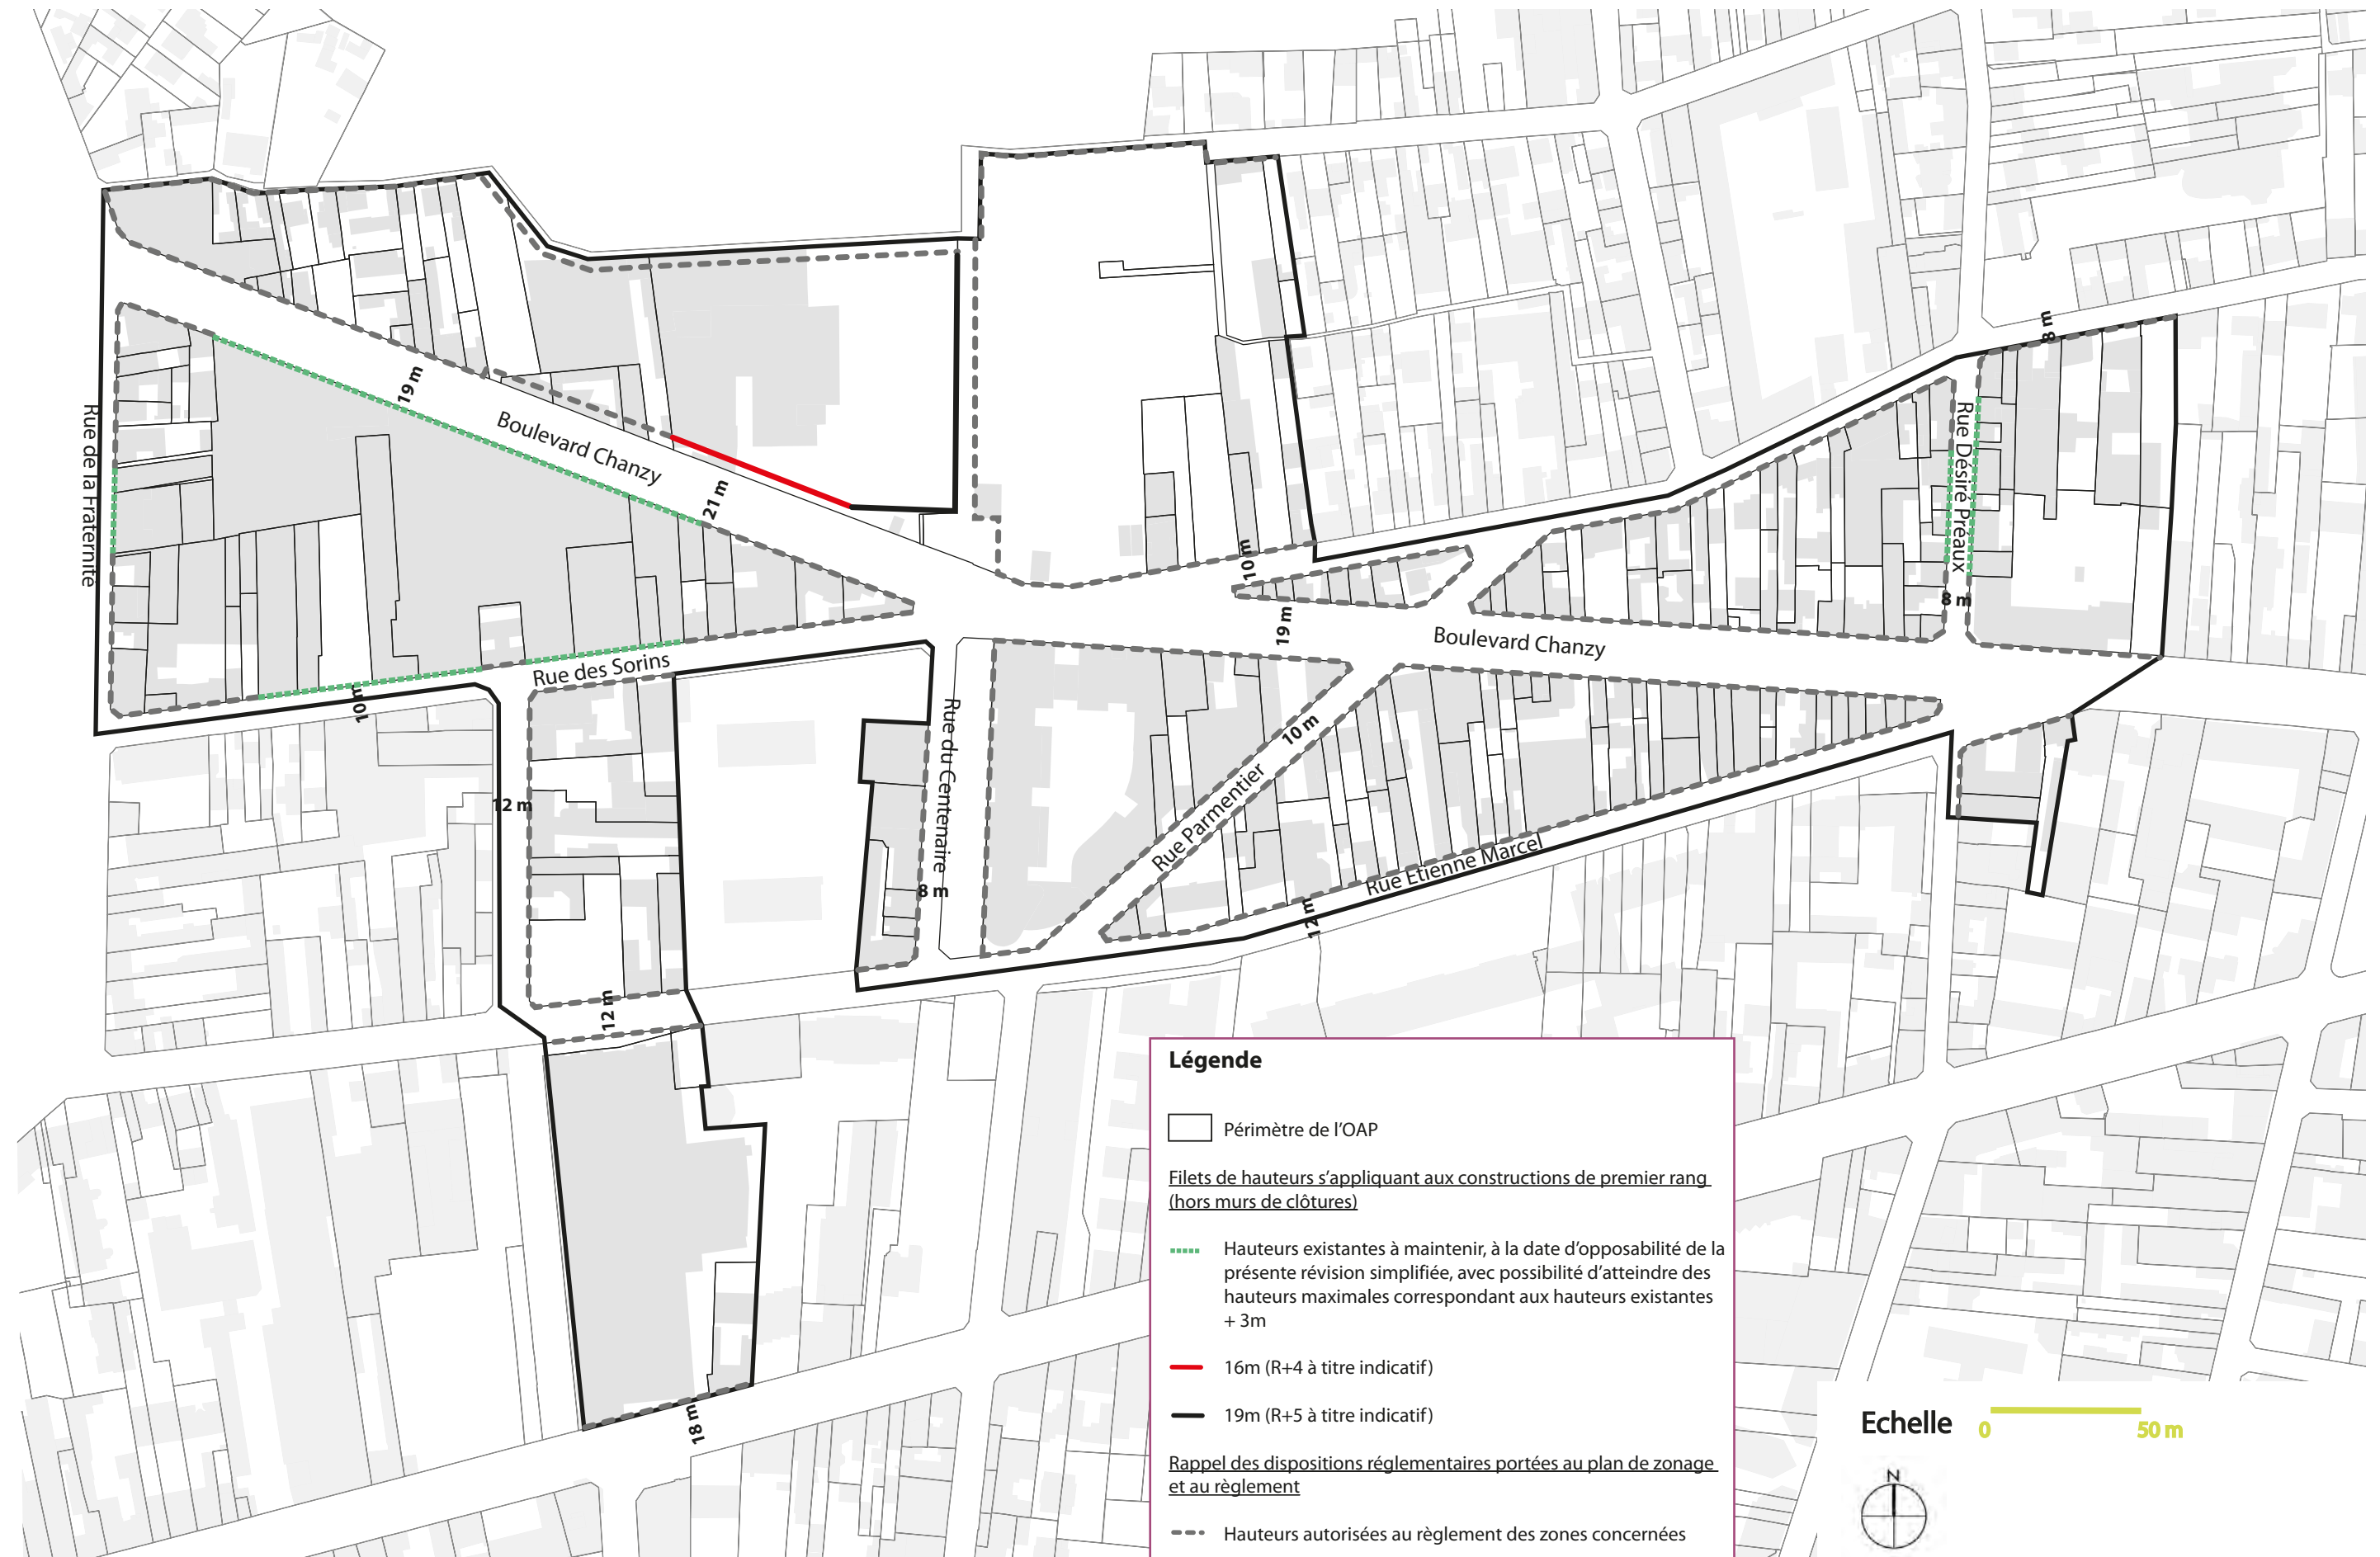 8 m
19 m
Rue de la Fraternité
Boulevard Chanzy
Rue Désiré Préaux
21 m
10 m
8 m
19 m
Boulevard Chanzy
Rue des Sorins
10m
Rue du Centenaire
10 m
12 m
Rue Parmentier
Rue Etienne Marcel
8 m
12 m
12 m
18 m
Légende
Périmètre de l’OAP
Filets de hauteurs s’appliquant aux constructions de premier rang
(hors murs de clôtures)
Hauteurs existantes à maintenir, à la date d’opposabilité de la
présente révision simplifiée, avec possibilité d’atteindre des
hauteurs maximales correspondant aux hauteurs existantes
+ 3m
16m (R+4 à titre indicatif)
19m (R+5 à titre indicatif)
Rappel des dispositions réglementaires portées au plan de zonage
et au règlement
Hauteurs autorisées au règlement des zones concernées
Echelle
0
50 m
N